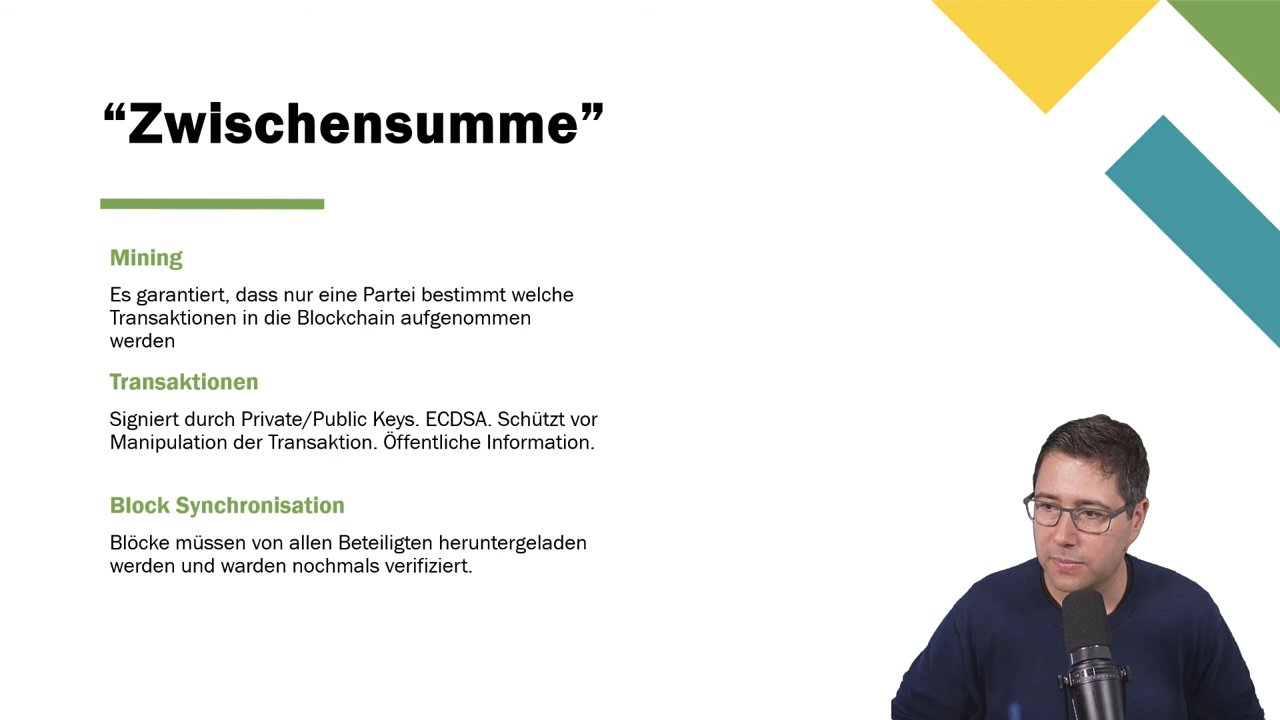 “Zwischensumme”
Mining
Es garantiert, dass nur eine Partei bestimmt welche
Transaktionen in die Blockchain aufgenommen
werden
Transaktionen
Signiert durch Private/Public Keys. ECDSA. Schützt vor
Manipulation der Transaktion. Öffentliche Information.
Block Synchronisation
Blöcke müssen von allen Beteiligten heruntergeladen
werden und warden nochmals verifiziert.